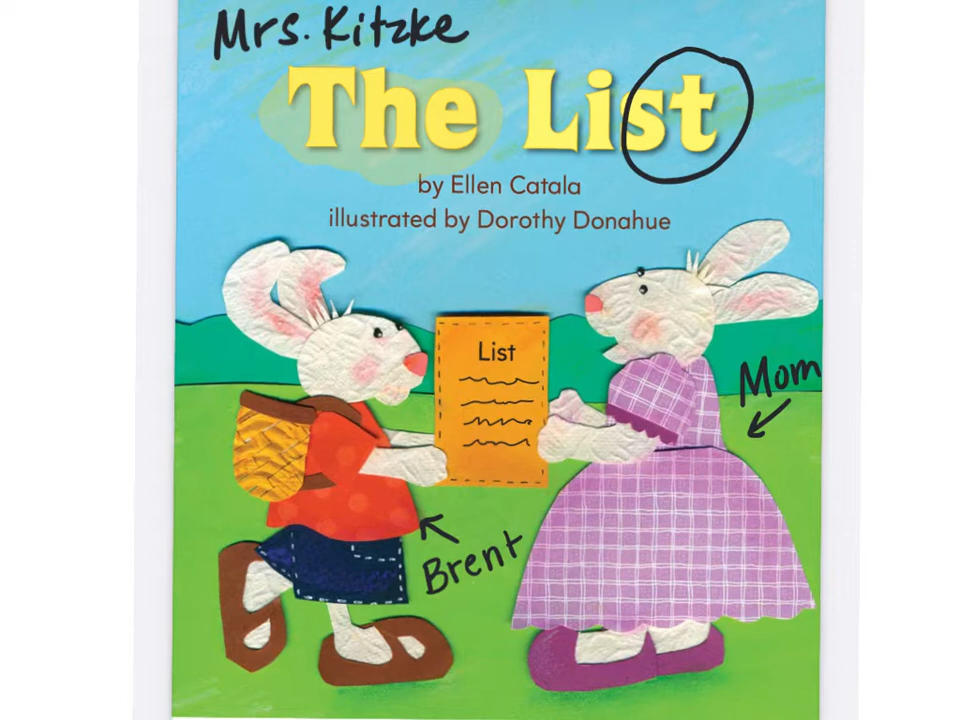 Mrs. Kitzke
The List
by Ellen Catala
illustrated by Dorothy Donahue
List
Mom
Brent